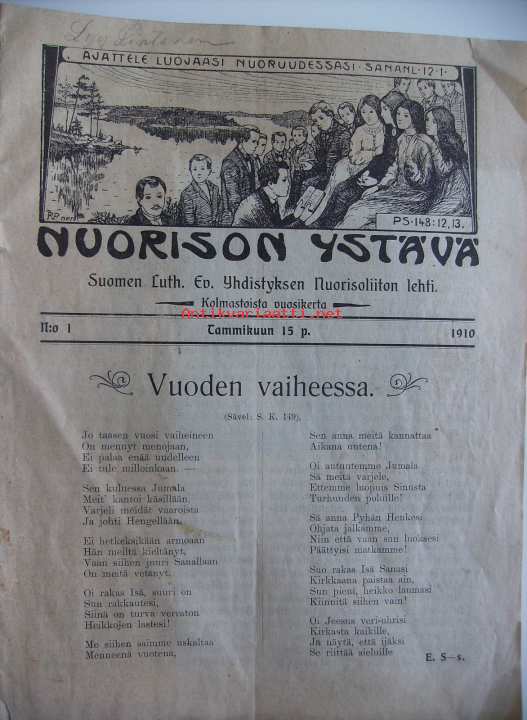 AJATTELE LUOJAASI NUORUUDESSASI · SANANL · 12 · 1 ·
PS · 148 : 12, 13.
NUORISON YSTÄVÄ
Suomen Luth. Ev. Yhdistyksen Nuorisoliiton lehti.
Kolmastoista vuosikerta
Antikvariaatti.net
N:o 1 Tammikuun 15 p. 1910
Vuoden vaiheessa.
(Sävel: S. K. 149).
Jo taasen vuosi vaiheineen
On mennyt menojaan,
Ei palaa enää uudelleen
Ei tule milloinkaan. —
Sen kuluessa Jumala
Meit' kantoi käsillään,
Varjeli meidät vaaroista
Ja johti Hengellään.
Ei hetkeksikään armoaan
Hän meiltä kieltänyt,
Vaan siihen juuri Sanallaan
On meitä vetänyt.
Oi rakas Isä, suuri on
Sun rakkautesi,
Siinä on turva verraton
Heikkojen lastesi!
Me siihen saimme uskaltaa
Menneenä vuotena,
Sen anna meitä kannattaa
Aikana uutena!
Oi autuutemme Jumala
Sä meitä varjele,
Ettemme luopuis Sinusta
Turhuuden poluille!
Sä anna Pyhän Henkesi
Ohjata jalkamme,
Niin että vaan sun luoksesi
Päättyisi matkamme!
Suo rakas Isä Sanasi
Kirkkaana paistaa ain,
Sun pieni, heikko laumasi
Kiinnitä siihen vain!
Oi Jeesus veri-uhrisi
Kirkasta kaikille,
Ja näytä, että ijäksi
Se riittää sieluille
E. S—s.